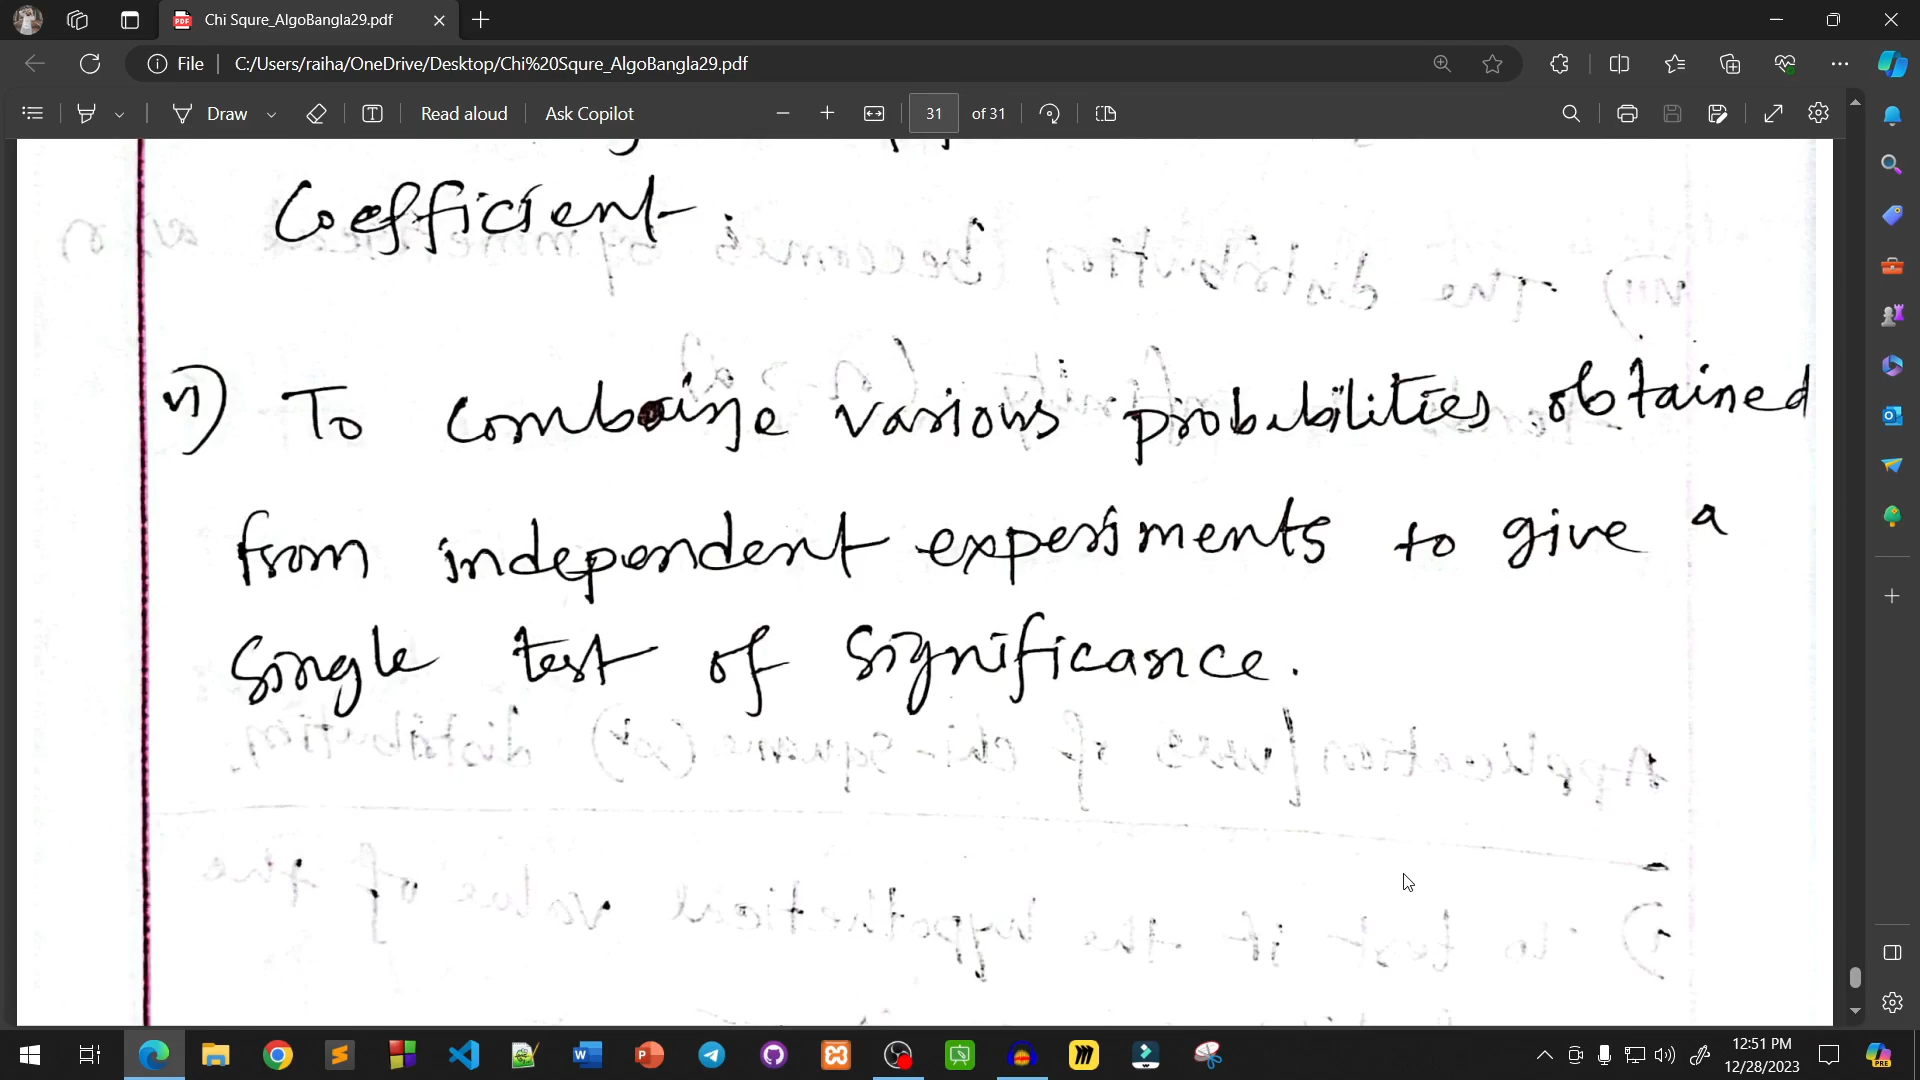 Chi Squre_AlgoBangla29.pdf
File
C:/Users/raiha/OneDrive/Desktop/Chi%20Squre_AlgoBangla29.pdf
Draw
Read aloud
Ask Copilot
31
of 31
Coefficient.
vi) To combine various probabilities obtained
from independent experiments to give a
single test of significance.
12:51 PM
12/28/2023